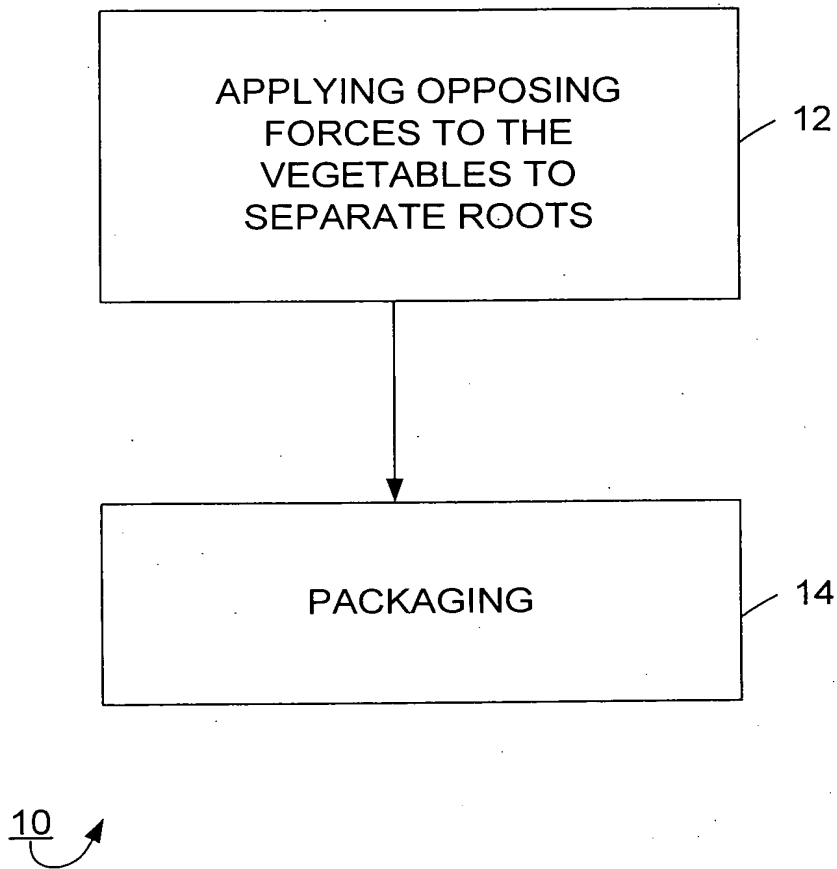 APPLYING OPPOSING
FORCES TO THE
VEGETABLES TO
SEPARATE ROOTS
12
PACKAGING
14
10